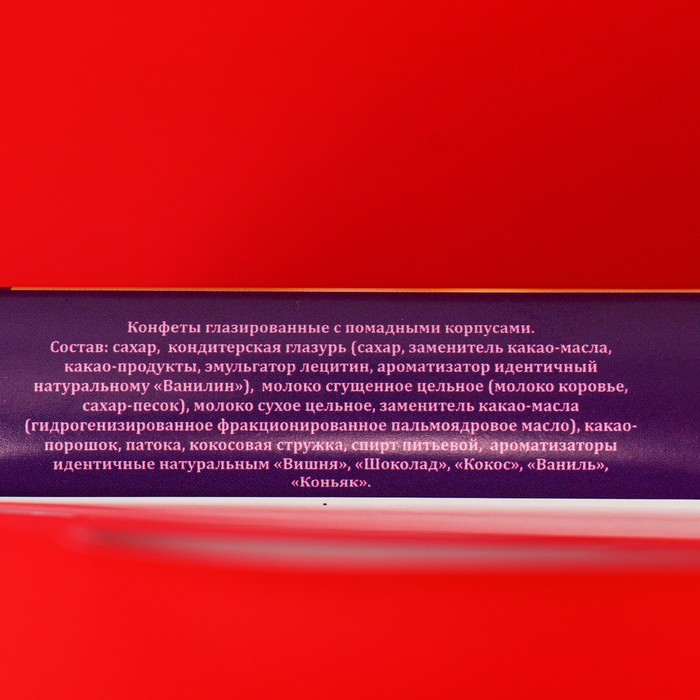 Конфеты глазированные с помадными корпусами.
Состав: сахар, кондитерская глазурь (сахар, заменитель какао-масла,
какао-продукты, эмульгатор лецитин, ароматизатор идентичный
натуральному «Ванилин»), молоко сгущенное цельное (молоко коровье,
сахар-песок), молоко сухое цельное, заменитель какао-масла
(гидрогенизированное фракционированное пальмоядровое масло), какао-
порошок, патока, кокосовая стружка, спирт питьевой, ароматизаторы
идентичные натуральным «Вишня», «Шоколад», «Кокос», «Ваниль»,
«Коньяк».